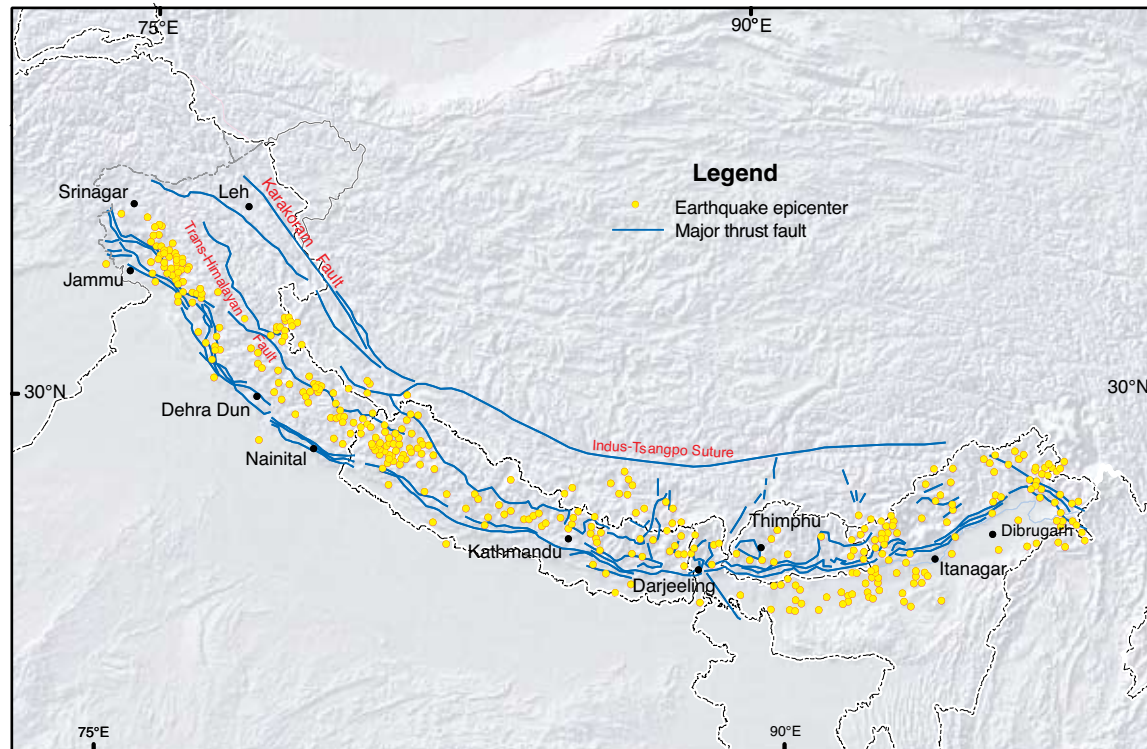 75°E
90°E
Legend
Earthquake epicenter
Major thrust fault
Srinagar
Leh
Karakoram Fault
Trans-Himalayan Fault
Jammu
30°N
30°N
Dehra Dun
Nainital
Indus-Tsangpo Suture
Thimphu
Dibrugarh
Kathmandu
Itanagar
Darjeeling
75°E
90°E